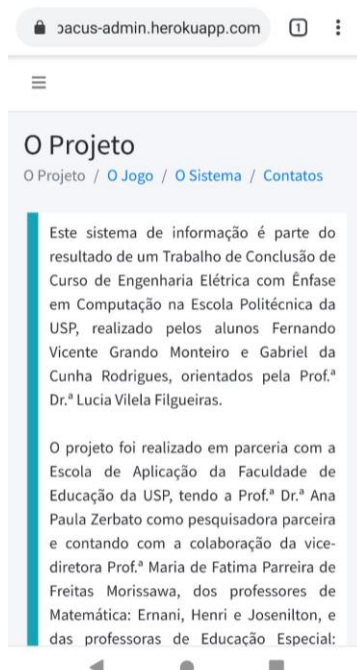 oacus-admin.herokuapp.com 1
O Projeto
O Projeto / O Jogo / O Sistema / Contatos
Este sistema de informação é parte do
resultado de um Trabalho de Conclusão de
Curso de Engenharia Elétrica com Ênfase
em Computação na Escola Politécnica da
USP, realizado pelos alunos Fernando
Vicente Grando Monteiro e Gabriel da
Cunha Rodrigues, orientados pela Prof.ª
Dr.ª Lucia Vilela Filgueiras.
O projeto foi realizado em parceria com a
Escola de Aplicação da Faculdade de
Educação da USP, tendo a Prof.ª Dr.ª Ana
Paula Zerbato como pesquisadora parceira
e contando com a colaboração da vice-
diretora Prof.ª Maria de Fatima Parreira de
Freitas Morissawa, dos professores de
Matemática: Ernani, Henri e Josenilton, e
das professoras de Educação Especial: